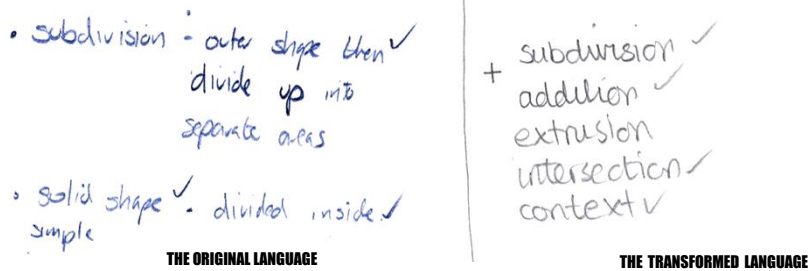 • subdivision - outer shape then ✓
divide up into
separate areas
• solid shape ✓ - divided inside ✓
simple
THE ORIGINAL LANGUAGE
+ subdivision ✓
addition ✓
extrusion
intersection ✓
context ✓
THE TRANSFORMED LANGUAGE